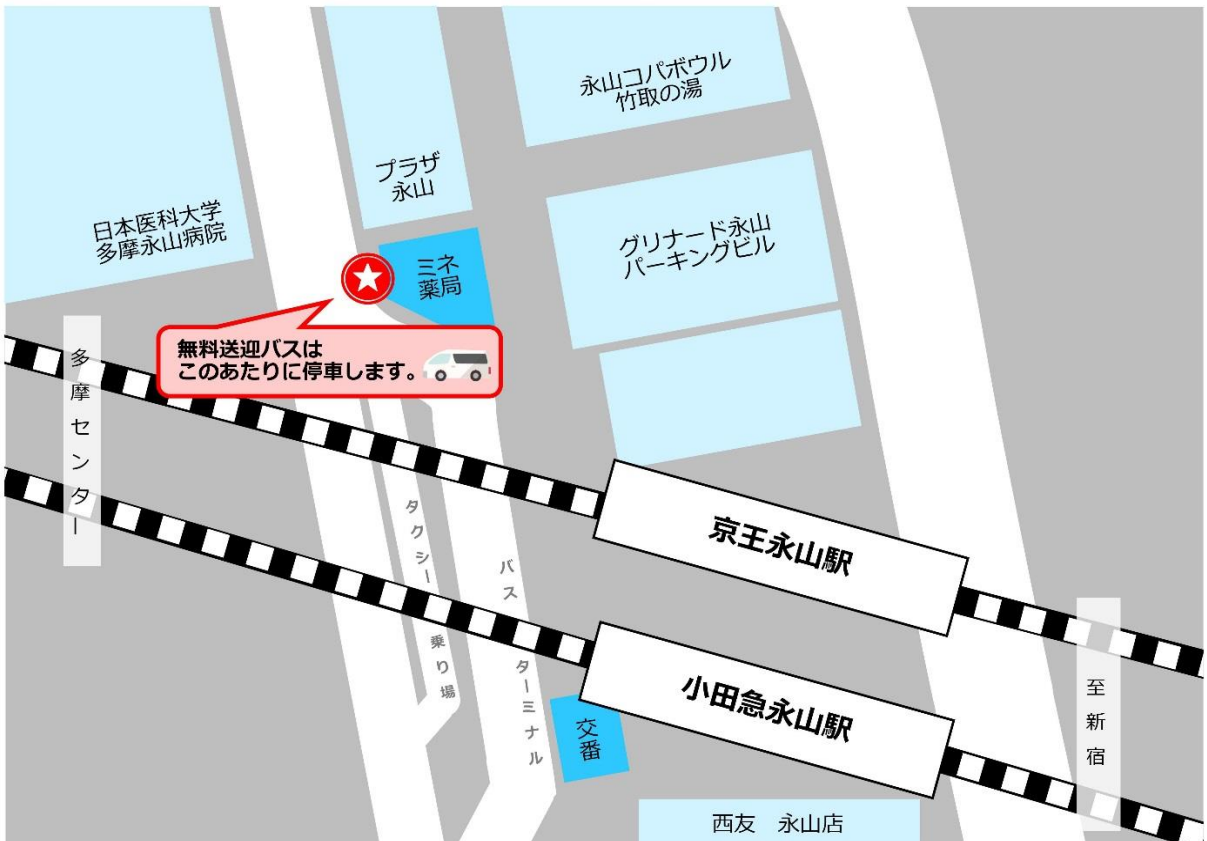 永山コパボウル
竹取の湯
プラザ
永山
日本医科大学
多摩永山病院
グリナード永山
パーキングビル
ミネ
薬局
無料送迎バスは
このあたりに停車します。
多摩センター
タクシー乗り場
バスターミナル
京王永山駅
小田急永山駅
至新宿
交番
西友 永山店